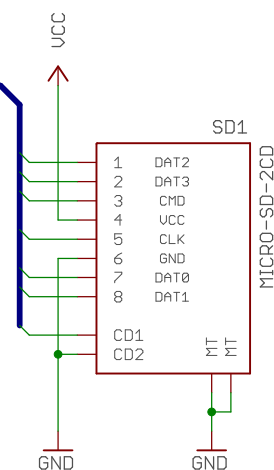 VCC
SD1
1 DAT2
2 DAT3
3 CMD
4 VCC
5 CLK
6 GND
7 DAT0
8 DAT1
CD1
CD2
MT
MT
MICRO-SD-2CD
GND
GND